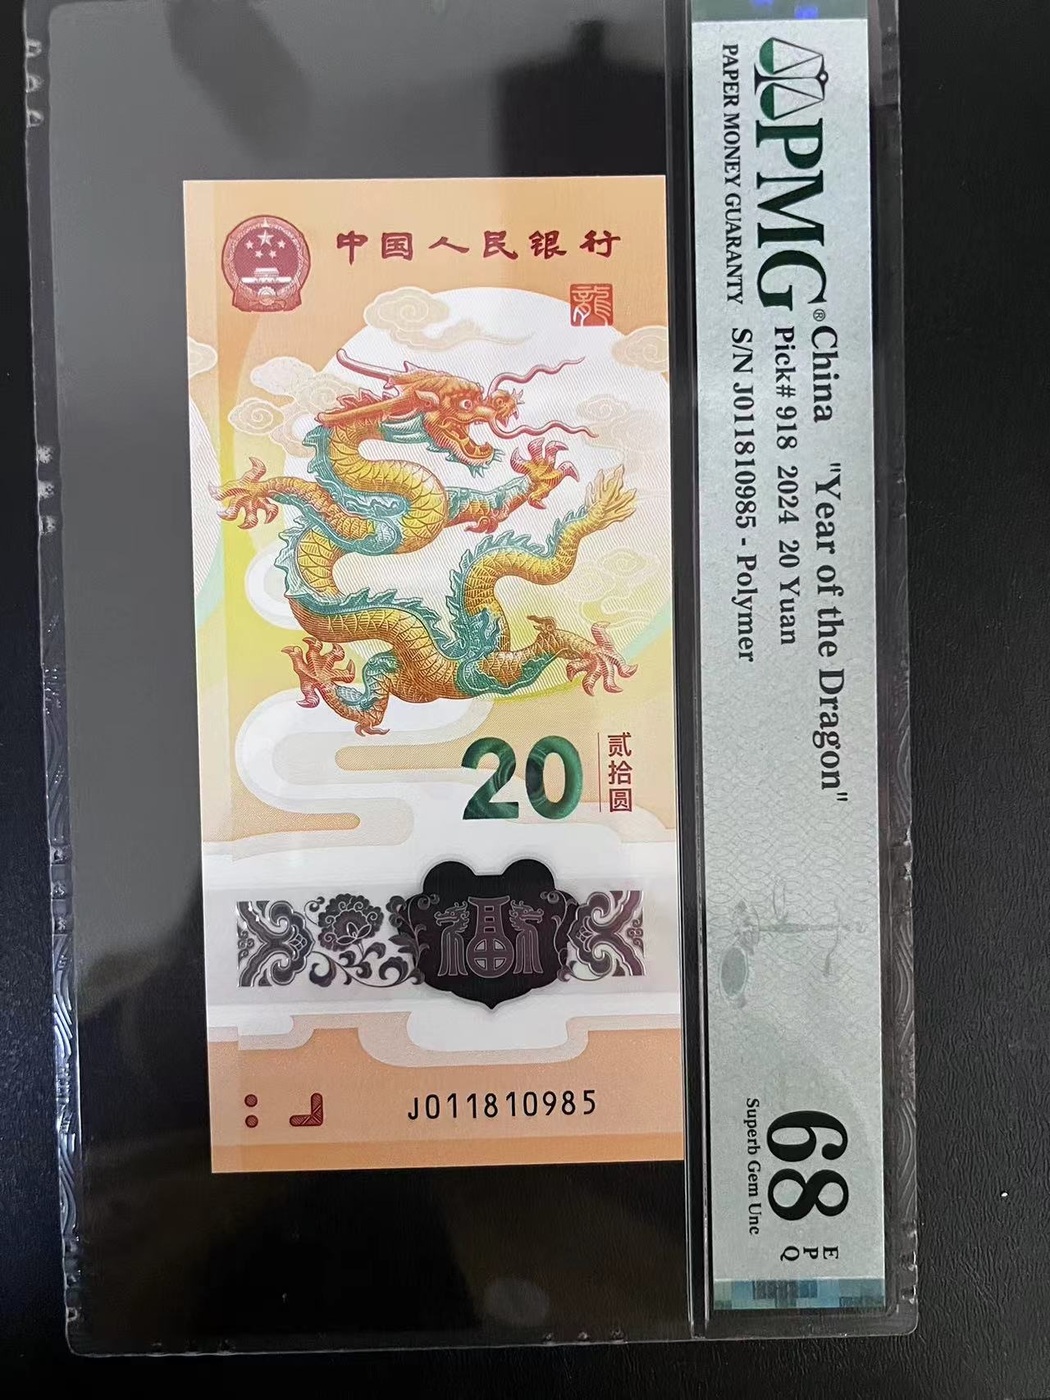 中国人民银行
龍
20
贰拾圆
福
J011810985
PMG®
PAPER MONEY GUARANTY
China "Year of the Dragon"
Pick# 918 2024 20 Yuan
S/N J011810985 - Polymer
68 EPQ
Superb Gem Unc